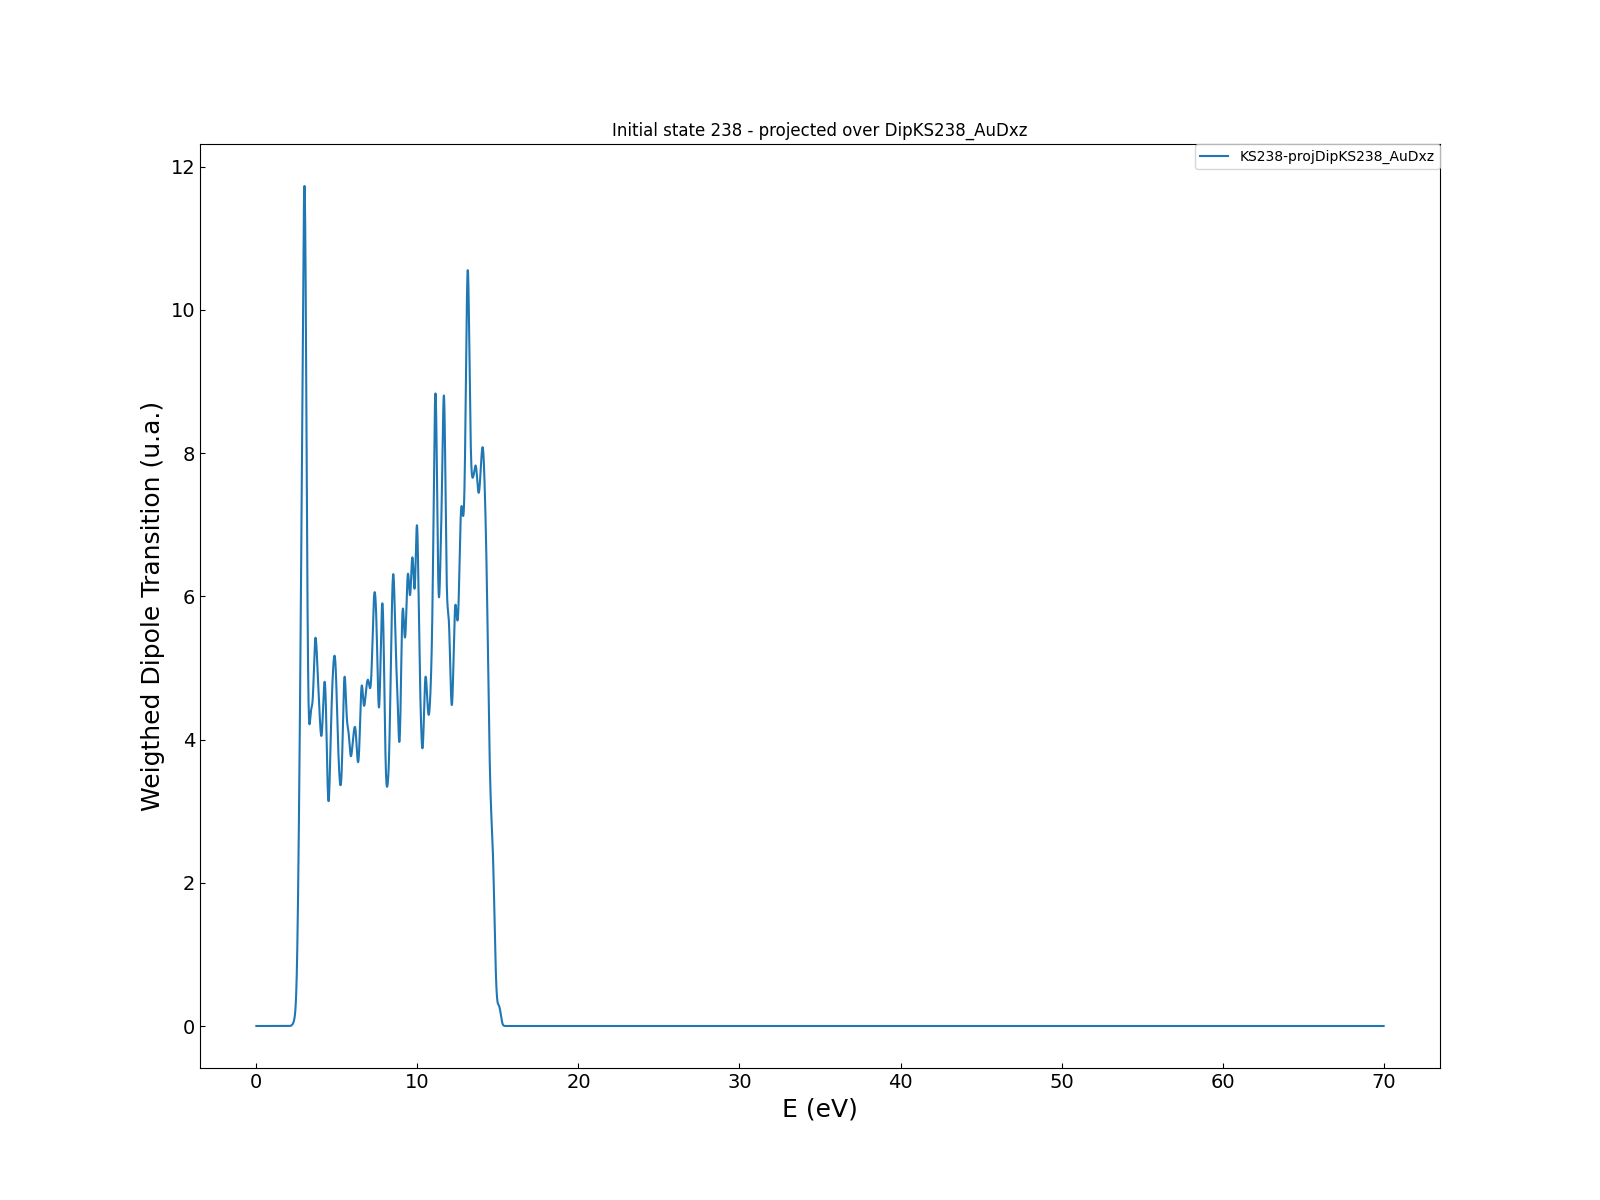 Initial state 238 - projected over DipKS238_AuDxz
KS238-projDipKS238_AuDxz
12
10
8
6
4
2
0
Weigthed Dipole Transition (u.a.)
0 10 20 30 40 50 60 70
E (eV)